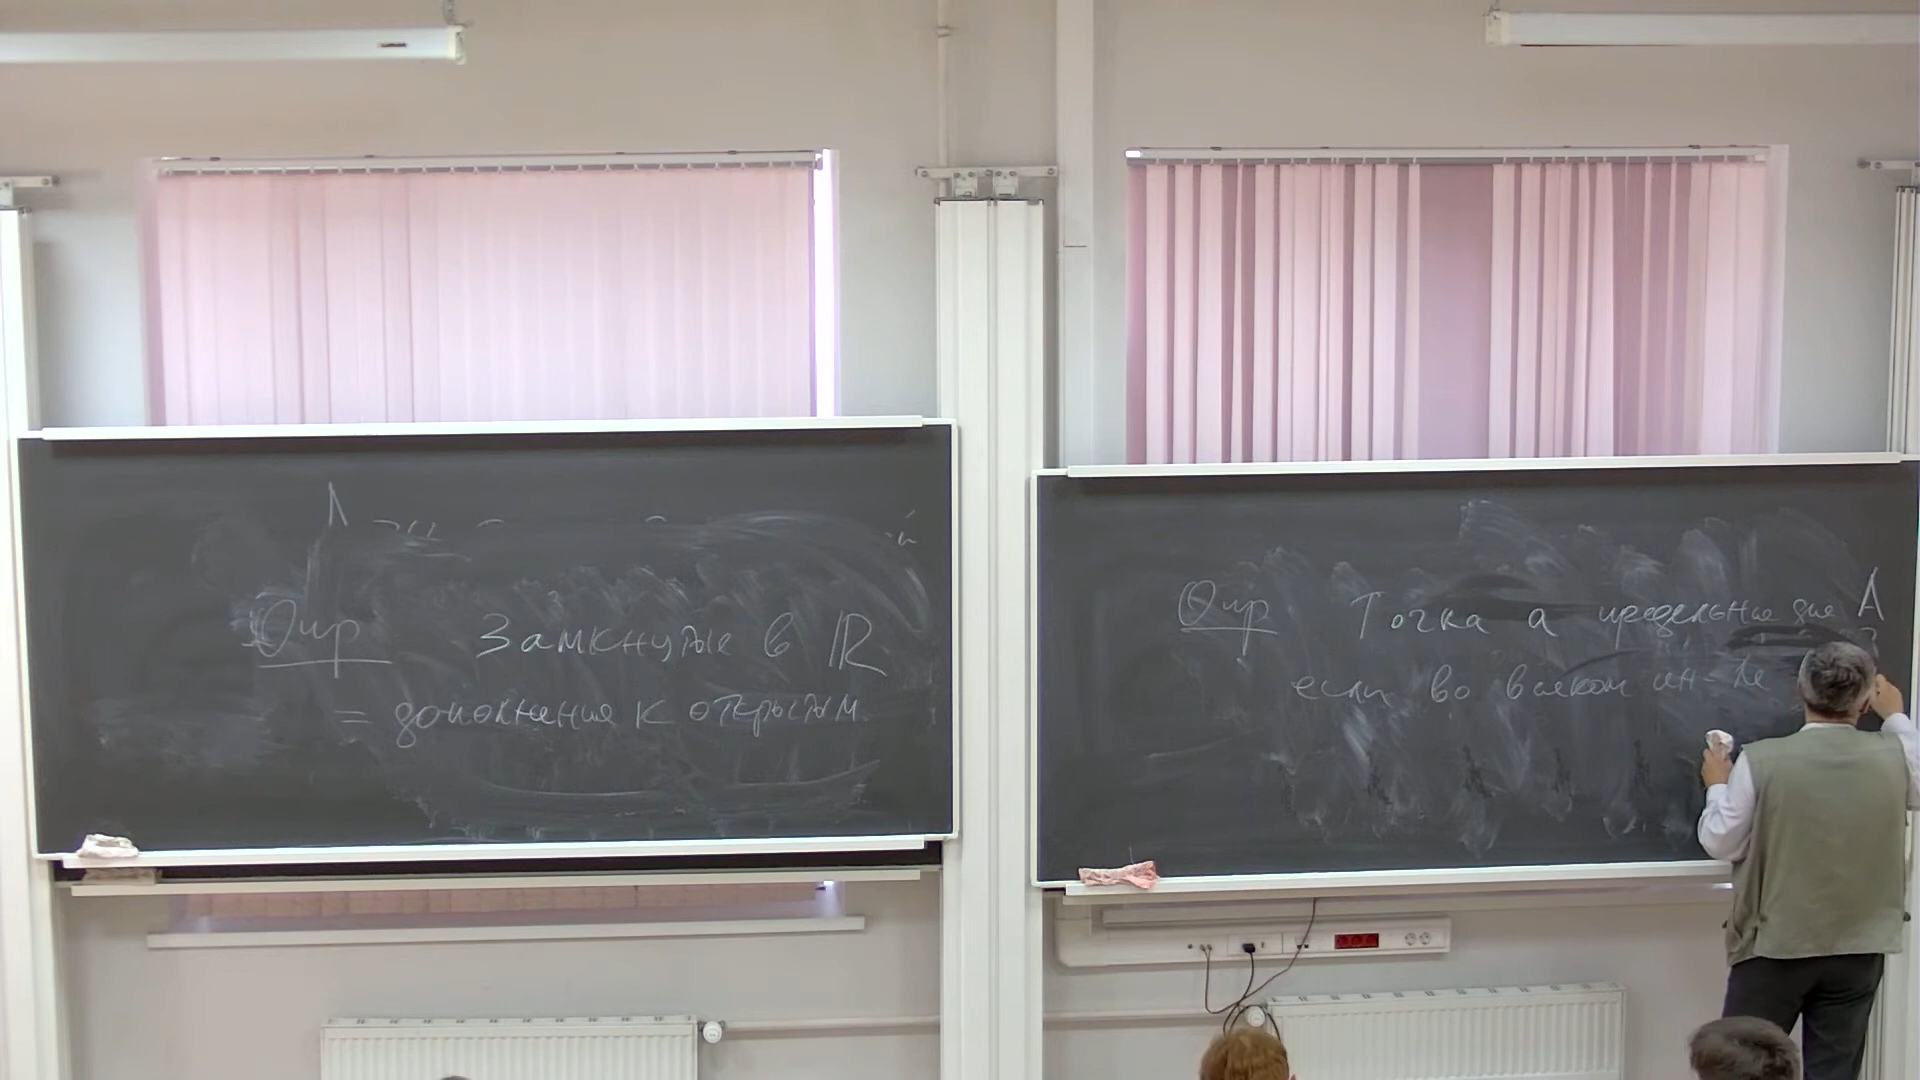 Опр Замкнутые в ℝ
= дополнения к открытым.
Опр Точка а предельная для A
если во всяком ин-ле